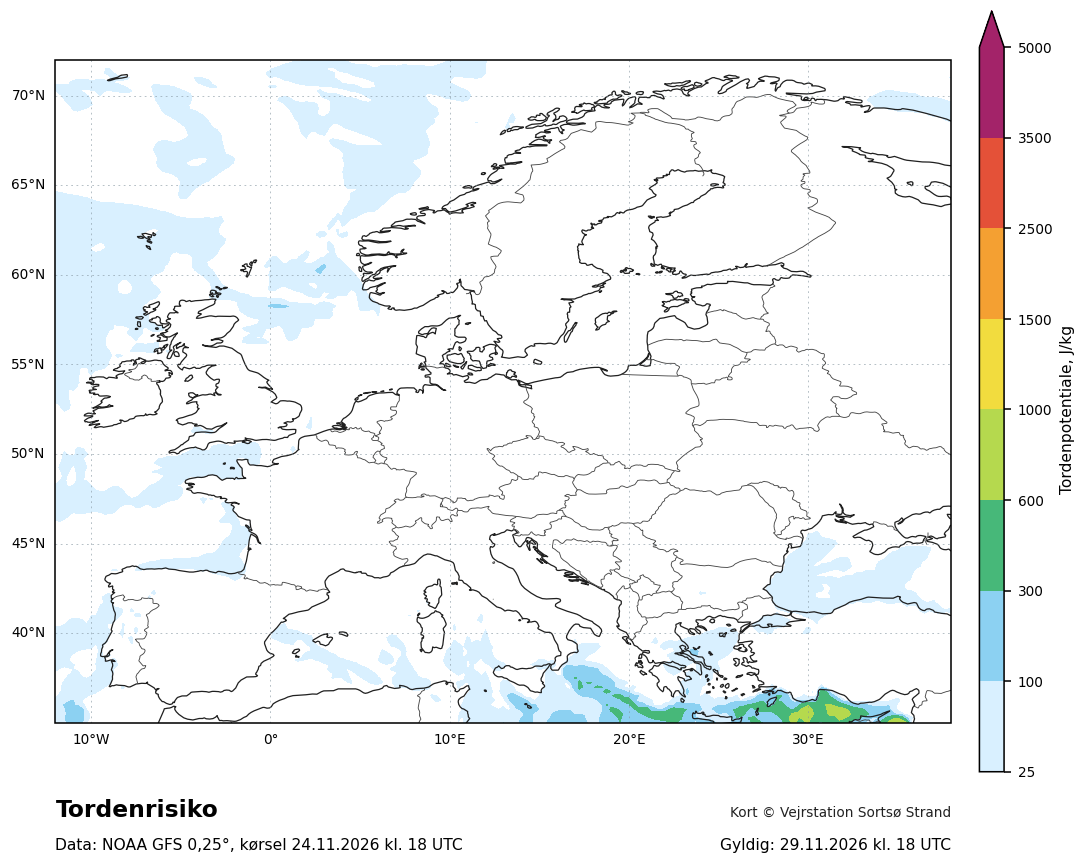 70°N
65°N
60°N
55°N
50°N
45°N
40°N
10°W
0°
10°E
20°E
30°E
5000
3500
2500
1500
1000
600
300
100
25
Tordenpotentiale, J/kg
Tordenrisiko
Kort © Vejrstation Sortsø Strand
Data: NOAA GFS 0,25°, kørsel 24.11.2026 kl. 18 UTC
Gyldig: 29.11.2026 kl. 18 UTC